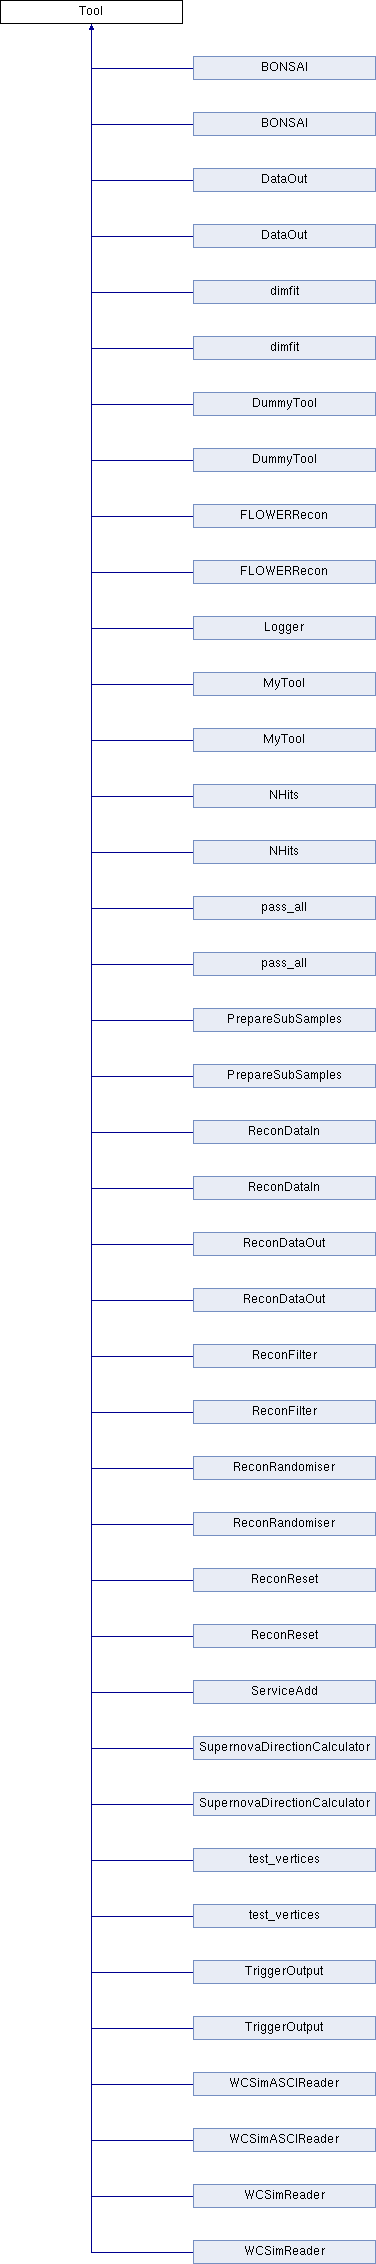 Tool
BONSAI
BONSAI
DataOut
DataOut
dimfit
dimfit
DummyTool
DummyTool
FLOWERRecon
FLOWERRecon
Logger
MyTool
MyTool
NHits
NHits
pass_all
pass_all
PrepareSubSamples
PrepareSubSamples
ReconDataIn
ReconDataIn
ReconDataOut
ReconDataOut
ReconFilter
ReconFilter
ReconRandomiser
ReconRandomiser
ReconReset
ReconReset
ServiceAdd
SupernovaDirectionCalculator
SupernovaDirectionCalculator
test_vertices
test_vertices
TriggerOutput
TriggerOutput
WCSimASCIReader
WCSimASCIReader
WCSimReader
WCSimReader